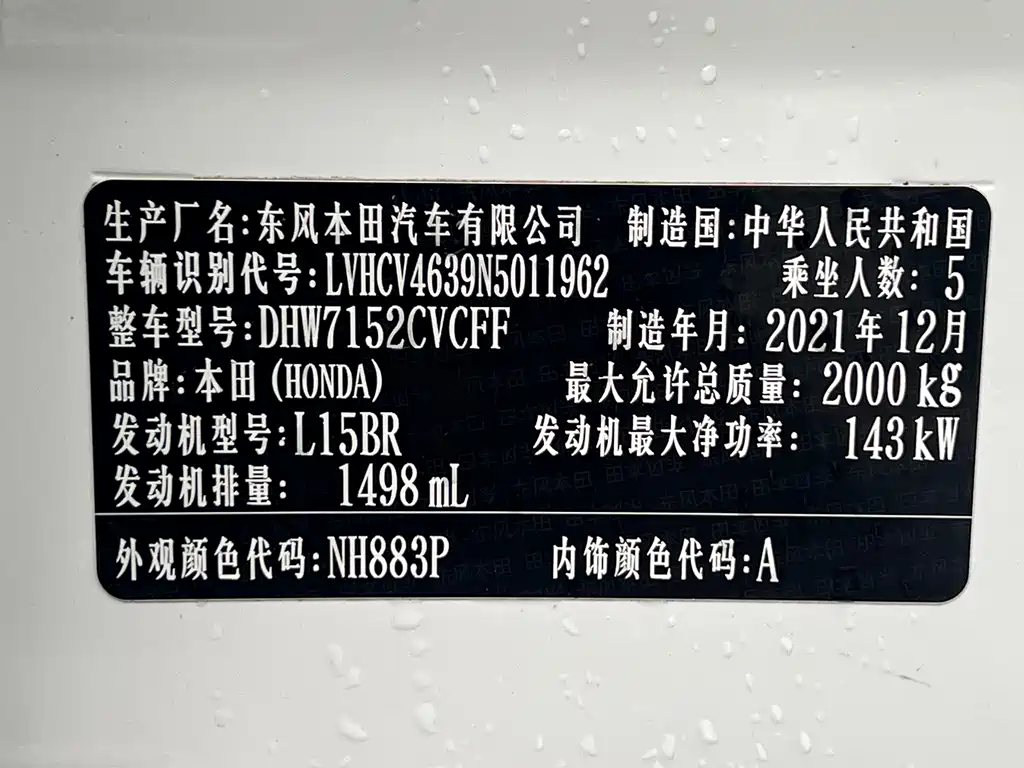 生产厂名:东风本田汽车有限公司 制造国:中华人民共和国
车辆识别代号:LVHCV4639N5011962 乘坐人数: 5
整车型号:DHW7152CVCFF 制造年月: 2021年12月
品牌:本田(HONDA) 最大允许总质量: 2000kg
发动机型号:L15BR 发动机最大净功率: 143kW
发动机排量: 1498mL
外观颜色代码:NH883P 内饰颜色代码:A